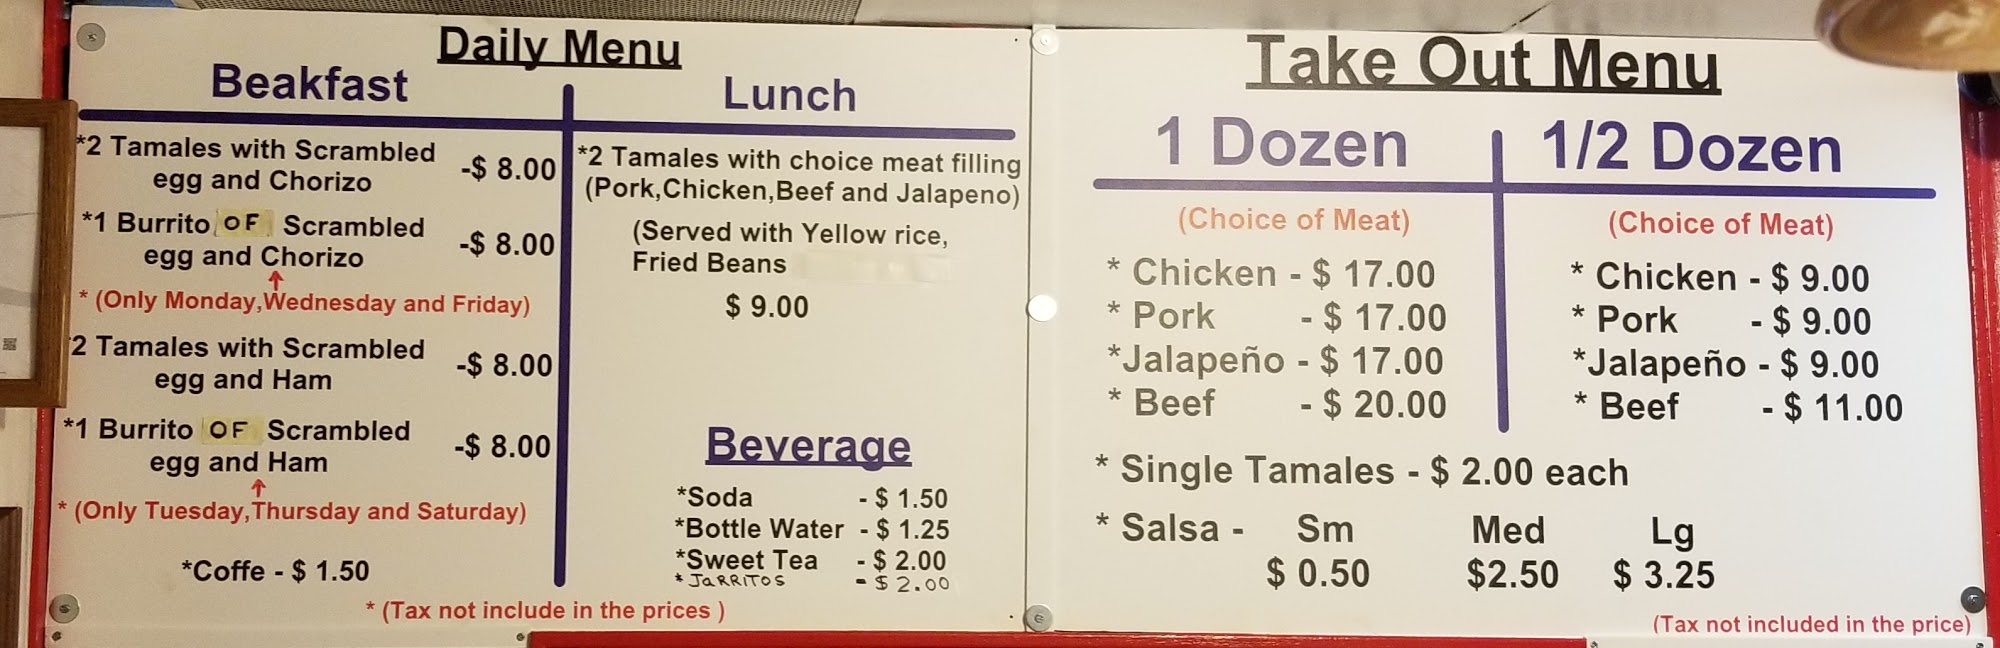 Daily Menu
Beakfast
*2 Tamales with Scrambled
egg and Chorizo
-$ 8.00
*1 Burrito OF Scrambled
egg and Chorizo
-$ 8.00
* (Only Monday,Wednesday and Friday)
2 Tamales with Scrambled
egg and Ham
-$ 8.00
*1 Burrito OF Scrambled
egg and Ham
-$ 8.00
* (Only Tuesday,Thursday and Saturday)
*Coffe - $ 1.50
Lunch
*2 Tamales with choice meat filling
(Pork,Chicken,Beef and Jalapeno)
(Served with Yellow rice,
Fried Beans
$ 9.00
Beverage
*Soda - $ 1.50
*Bottle Water - $ 1.25
*Sweet Tea - $ 2.00
* JaRRITOS - $ 2.00
* (Tax not include in the prices )
Take Out Menu
1 Dozen
(Choice of Meat)
* Chicken - $ 17.00
* Pork - $ 17.00
*Jalapeño - $ 17.00
* Beef - $ 20.00
1/2 Dozen
(Choice of Meat)
* Chicken - $ 9.00
* Pork - $ 9.00
*Jalapeño - $ 9.00
* Beef - $ 11.00
* Single Tamales - $ 2.00 each
* Salsa - Sm Med Lg
$ 0.50 $2.50 $ 3.25
(Tax not included in the price)